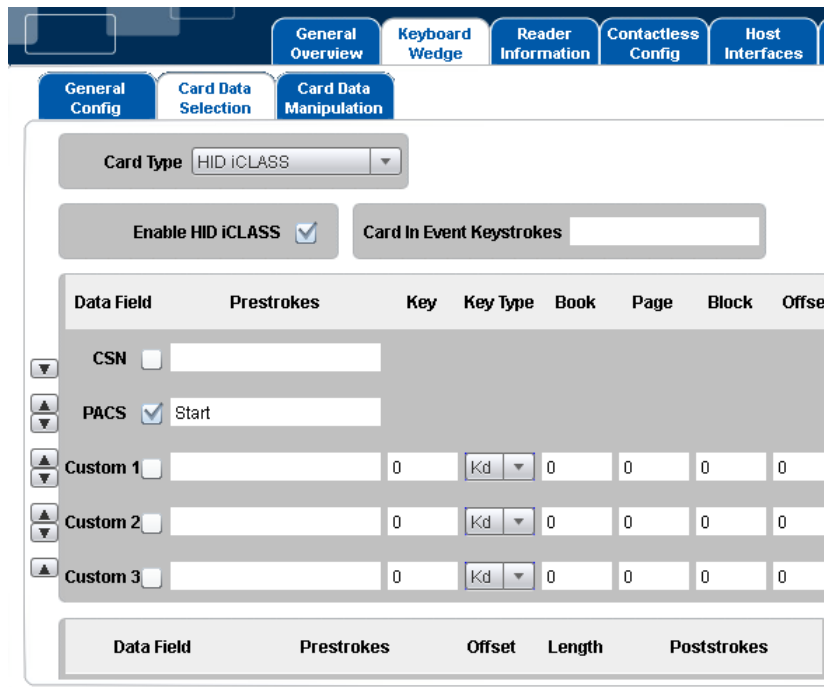 General Overview
Keyboard Wedge
Reader Information
Contactless Config
Host Interfaces
General Config
Card Data Selection
Card Data Manipulation
Card Type HID iCLASS
Enable HID iCLASS Card In Event Keystrokes
Data Field Prestrokes Key Key Type Book Page Block Offse
CSN
PACS Start
Custom 1 0 Kd 0 0 0 0
Custom 2 0 Kd 0 0 0 0
Custom 3 0 Kd 0 0 0 0
Data Field Prestrokes Offset Length Poststrokes